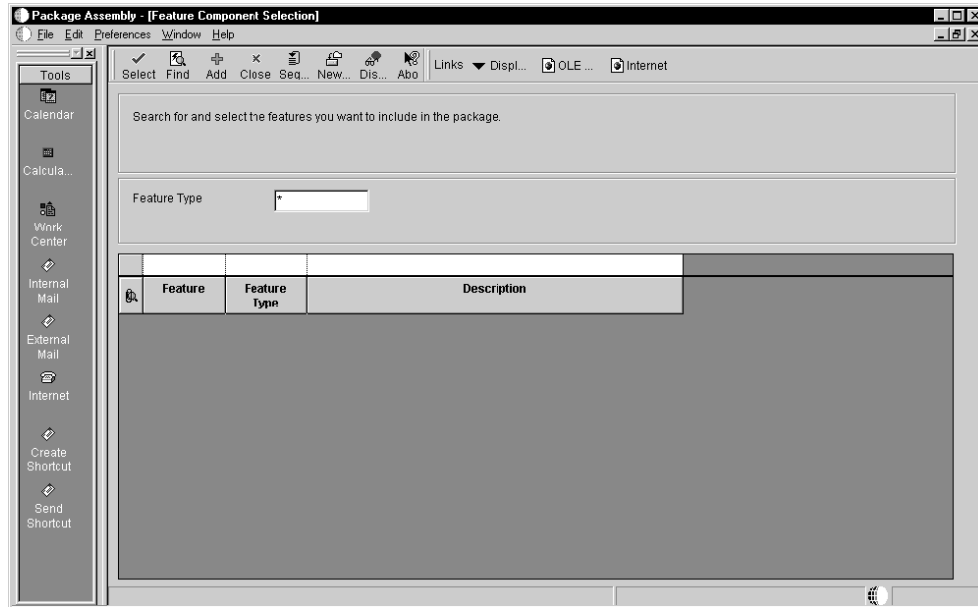 Package Assembly - [Feature Component Selection]
File Edit Preferences Window Help
Select Find Add Close Seq... New... Dis... Abo Links Displ... OLE ... Internet
Tools
Calendar
Calcula...
Work
Center
Internal
Mail
External
Mail
Internet
Create
Shortcut
Send
Shortcut
Search for and select the features you want to include in the package.
Feature Type *
Feature Feature Type Description